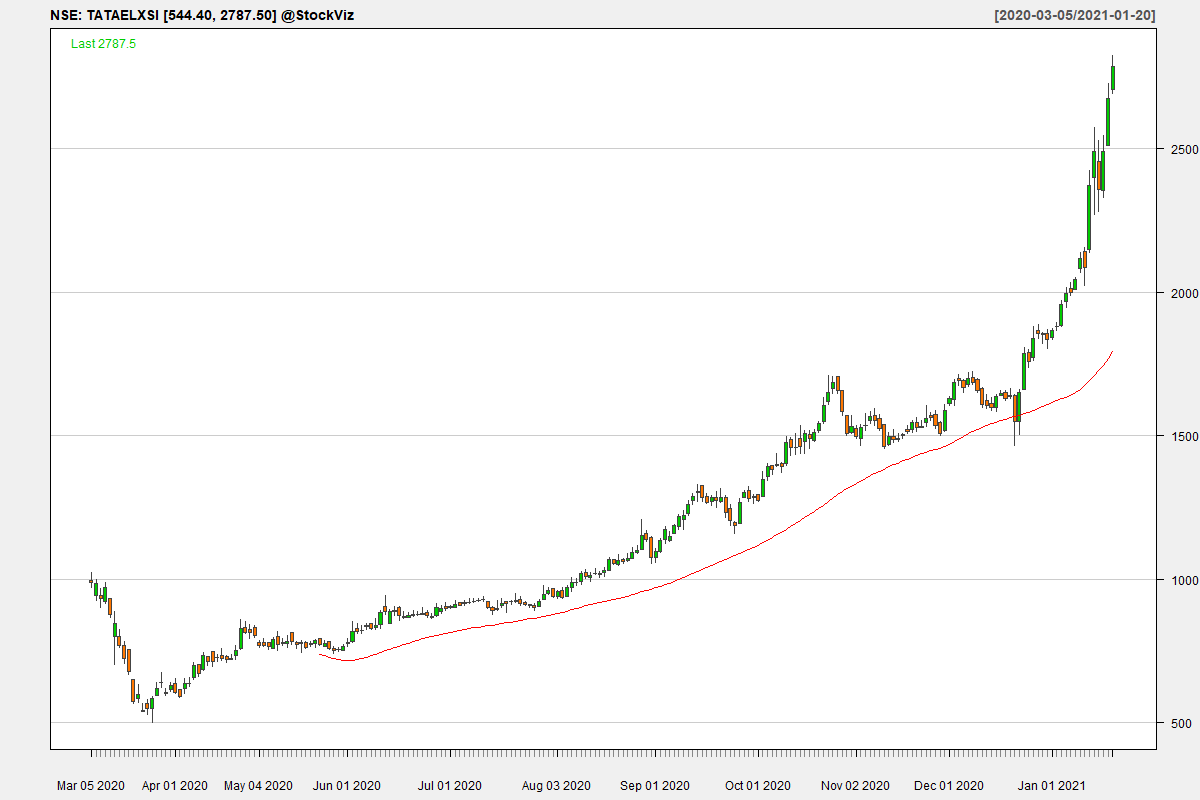 NSE: TATAELXSI [544.40, 2787.50] @StockViz [2020-03-05/2021-01-20]
Last 2787.5
2500
2000
1500
1000
500
Mar 05 2020 Apr 01 2020 May 04 2020 Jun 01 2020 Jul 01 2020 Aug 03 2020 Sep 01 2020 Oct 01 2020 Nov 02 2020 Dec 01 2020 Jan 01 2021